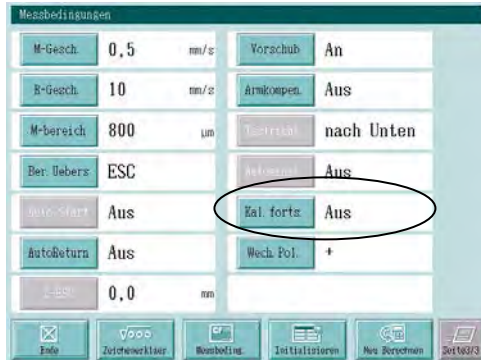 Messbedingungen
M-Gesch. 0,5 mm/s Vorschub An
R-Gesch. 10 mm/s Armkompen. Aus
M-bereich 800 µm nach Unten
Ber. Uebers ESC Aus
Aus Kal. forts. Aus
AutoReturn Aus Wech. Pol. +
0,0 mm
Ende Zeichenerklaer Messbeding. Initialisieren Neu Berechnen Seite3/3